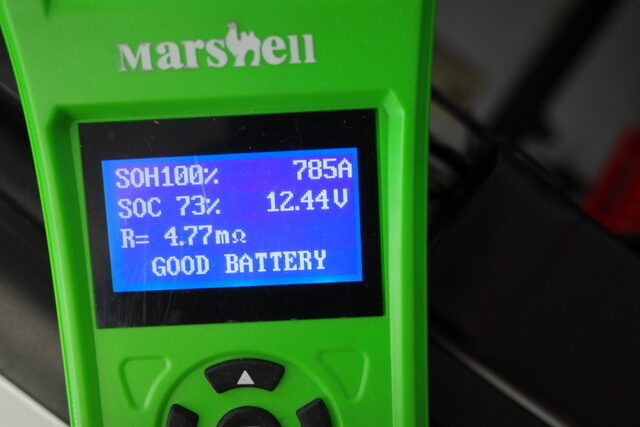 Marshell
SOH100% 785A
SOC 73% 12.44V
R= 4.77mΩ
GOOD BATTERY